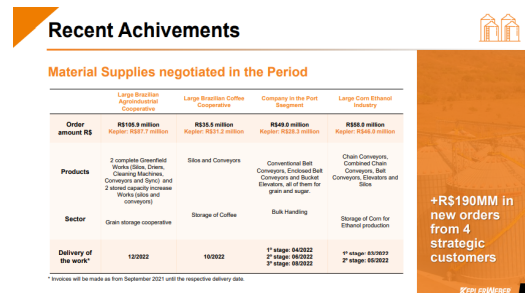 Recent Achivements
Material Supplies negotiated in the Period
Large Brazilian Agroindustrial Cooperative
Large Brazilian Coffee Cooperative
Company in the Port Ssegment
Large Corn Ethanol Industry
Order amount R$
R$105.9 million
Kepler: R$87.7 million
R$35.5 million
Kepler: R$31.2 million
R$49.0 million
Kepler: R$28.3 million
R$58.0 million
Kepler: R$46.0 million
Products
2 complete Greenfield
Works (Silos, Driers,
Cleaning Machines,
Conveyors and Sync) and
2 stored capacity increase
Works (silos and
conveyors)
Silos and Conveyors
Conventional Belt
Conveyors, Enclosed Belt
Conveyors and Bucket
Elevators, all of them for
grain and sugar.
Chain Conveyors,
Combined Chain
Conveyors, Belt
Conveyors, Elevators and
Silos
Sector
Grain storage cooperative
Storage of Coffee
Bulk Handling
Storage of Corn for
Ethanol production
Delivery of
the work*
12/2022
10/2022
1º stage: 04/2022
2º stage: 06/2022
3º stage: 08/2022
1º stage: 03/2022
2º stage: 05/2022
* Invoices will be made as from September 2021 until the respective delivery date.
+R$190MM in
new orders
from 4
strategic
customers
KEPLERWEBER